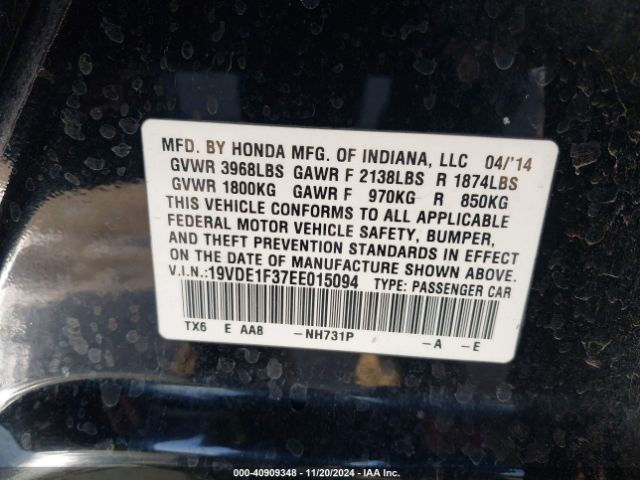 MFD. BY HONDA MFG. OF INDIANA, LLC 04/'14
GVWR 3968LBS GAWR F 2138LBS R 1874LBS
GVWR 1800KG GAWR F 970KG R 850KG
THIS VEHICLE CONFORMS TO ALL APPLICABLE
FEDERAL MOTOR VEHICLE SAFETY, BUMPER,
AND THEFT PREVENTION STANDARDS IN EFFECT
ON THE DATE OF MANUFACTURE SHOWN ABOVE.
V.I.N.:19VDE1F37EE015094 TYPE: PASSENGER CAR
TX6 E AA8 -NH731P -A -E
000-40909348 - 11/20/2024 - IAA Copart